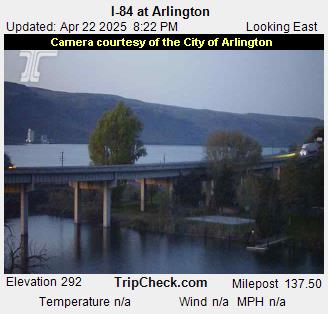 I-84 at Arlington
Updated: Apr 22 2025 8:22 PM Looking East
Camera courtesy of the City of Arlington
Elevation 292 TripCheck.com Milepost 137.50
Temperature n/a Wind n/a MPH n/a